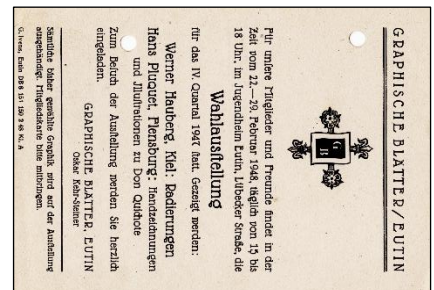 GRAPHISCHE BLÄTTER / EUTIN
Für unsere Mitglieder und Freunde findet in der
Zeit vom 22.—29. Februar 1948, täglich von 15 bis
18 Uhr, im Jugendheim Eutin, Lübecker Straße, die
Wahlausstellung
für das IV. Quartal 1947 statt. Gezeigt werden:
Werner Hauberg, Kiel: Radierungen
Hans Pluquet, Flensburg: Handzeichnungen
und Illustrationen zu Don Quichote
Zum Besuch der Ausstellung werden Sie herzlich
eingeladen.
GRAPHISCHE BLÄTTER, EUTIN
Oskar Kehr-Steiner
Sämtliche bisher gewählte Graphik wird auf der Ausstellung
ausgehändigt. Mitgliedskarte bitte mitbringen.
G. Ivens, Eutin